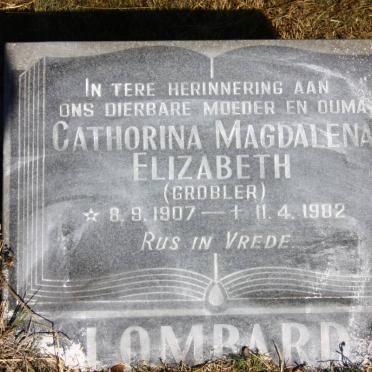 IN TERE HERINNERING AAN
ONS DIERBARE MOEDER EN OUMA
CATHORINA MAGDALENA
ELIZABETH
(GROBLER)
☆ 8.9.1907 — † 11.4.1982
RUS IN VREDE
LOMBARD